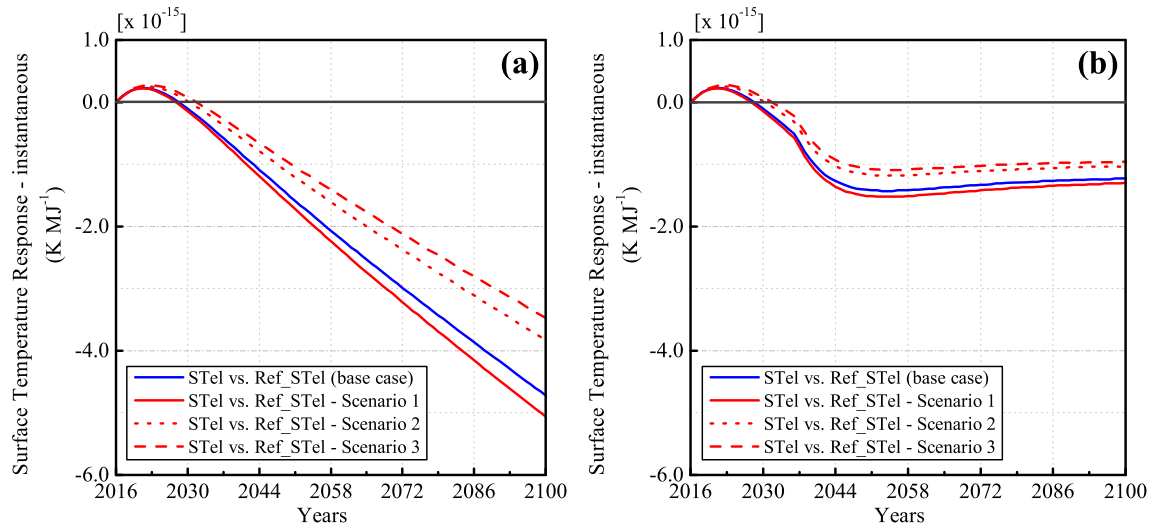 [x 10⁻¹⁵]
(a)
Surface Temperature Response - instantaneous
(K MJ⁻¹)
1.0
0.0
-2.0
-4.0
-6.0
STel vs. Ref_STel (base case)
STel vs. Ref_STel - Scenario 1
STel vs. Ref_STel - Scenario 2
STel vs. Ref_STel - Scenario 3
2016 2030 2044 2058 2072 2086 2100
Years
[x 10⁻¹⁵]
(b)
Surface Temperature Response - instantaneous
(K MJ⁻¹)
1.0
0.0
-2.0
-4.0
-6.0
STel vs. Ref_STel (base case)
STel vs. Ref_STel - Scenario 1
STel vs. Ref_STel - Scenario 2
STel vs. Ref_STel - Scenario 3
2016 2030 2044 2058 2072 2086 2100
Years